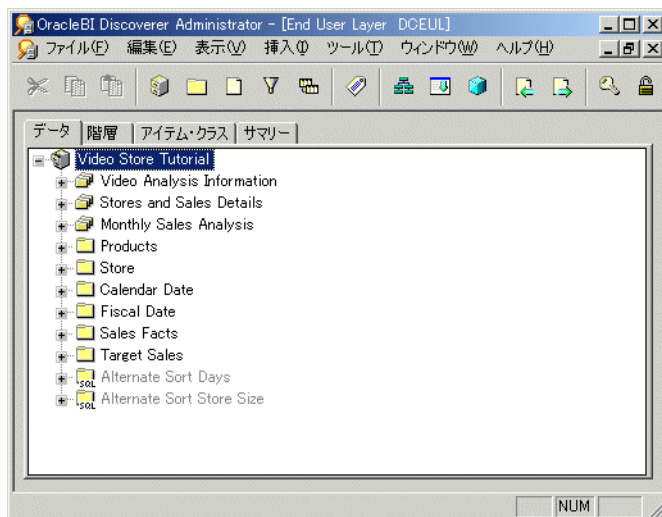 OracleBI Discoverer Administrator - [End User Layer DCEUL]
ファイル(F) 編集(E) 表示(V) 挿入(I) ツール(T) ウィンドウ(W) ヘルプ(H)
データ 階層 アイテム・クラス サマリー
Video Store Tutorial
Video Analysis Information
Stores and Sales Details
Monthly Sales Analysis
Products
Store
Calendar Date
Fiscal Date
Sales Facts
Target Sales
SQL Alternate Sort Days
SQL Alternate Sort Store Size
NUM